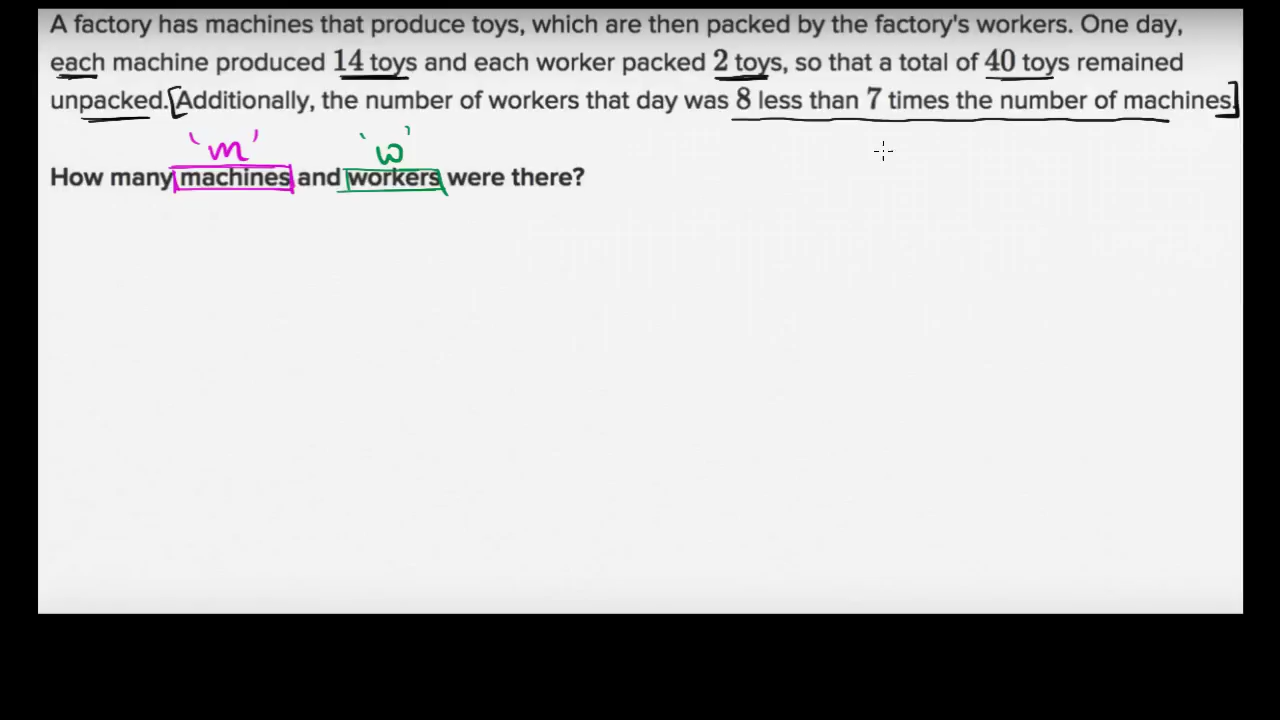 A factory has machines that produce toys, which are then packed by the factory's workers. One day,
each machine produced 14 toys and each worker packed 2 toys, so that a total of 40 toys remained
unpacked. [Additionally, the number of workers that day was 8 less than 7 times the number of machines.]
'm' 'w'
How many machines and workers were there?